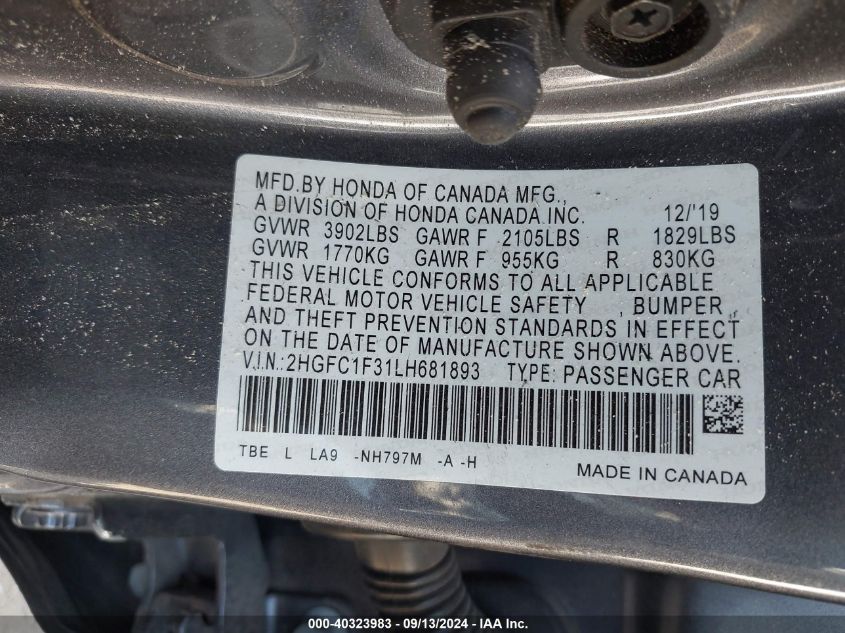 MFD.BY HONDA OF CANADA MFG.,
A DIVISION OF HONDA CANADA INC. 12/'19
GVWR 3902LBS GAWR F 2105LBS R 1829LBS
GVWR 1770KG GAWR F 955KG R 830KG
THIS VEHICLE CONFORMS TO ALL APPLICABLE
FEDERAL MOTOR VEHICLE SAFETY , BUMPER,
AND THEFT PREVENTION STANDARDS IN EFFECT
ON THE DATE OF MANUFACTURE SHOWN ABOVE.
V.I.N.:2HGFC1F31LH681893 TYPE: PASSENGER CAR
TBE L LA9 -NH797M -A -H MADE IN CANADA
000-40323983 - 09/13/2024 - IAA Inc.